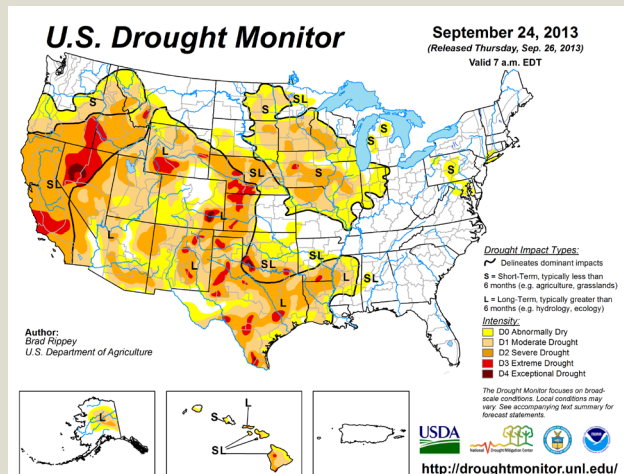 U.S. Drought Monitor
September 24, 2013
(Released Thursday, Sep. 26, 2013)
Valid 7 a.m. EDT
S
SL
S
S
S
L
SL
S
S
SL
L
L
L
SL
SL
L
SL
L
Drought Impact Types:
Delineates dominant impacts
S = Short-Term, typically less than
6 months (e.g. agriculture, grasslands)
L = Long-Term, typically greater than
6 months (e.g. hydrology, ecology)
Intensity:
D0 Abnormally Dry
D1 Moderate Drought
D2 Severe Drought
D3 Extreme Drought
D4 Exceptional Drought
Author:
Brad Rippey
U.S. Department of Agriculture
The Drought Monitor focuses on broad-
scale conditions. Local conditions may
vary. See accompanying text summary for
forecast statements.
L
S
L
SL
USDA
National Drought Mitigation Center
http://droughtmonitor.unl.edu/